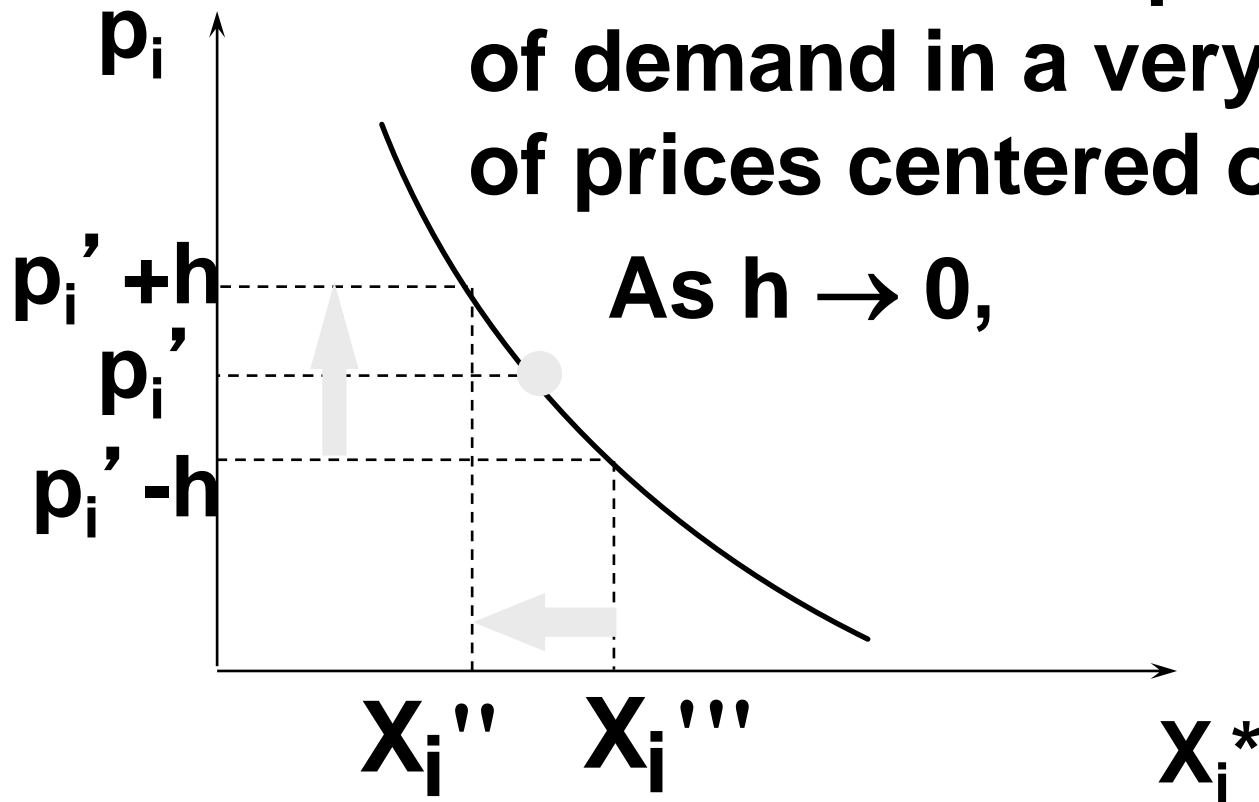 pi
of demand in a very
of prices centered
As h → 0,
pi’ +h
pi’
pi’ -h
Xi'' Xi'''
Xi*